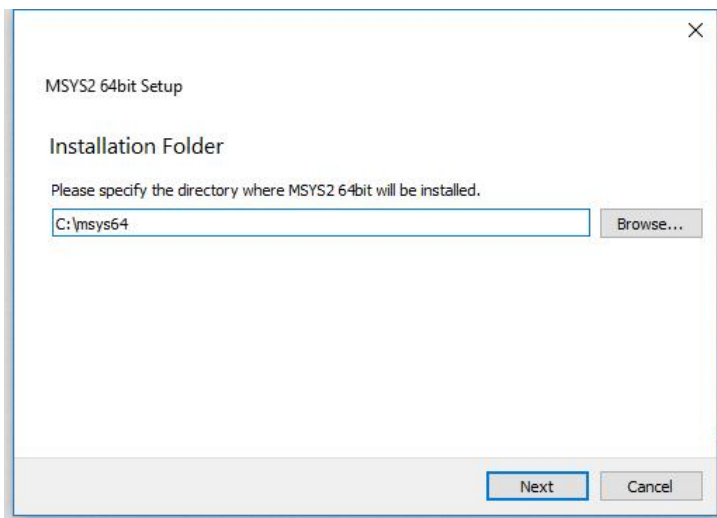 MSYS2 64bit Setup
Installation Folder
Please specify the directory where MSYS2 64bit will be installed.
C:\msys64
Browse...
Next
Cancel